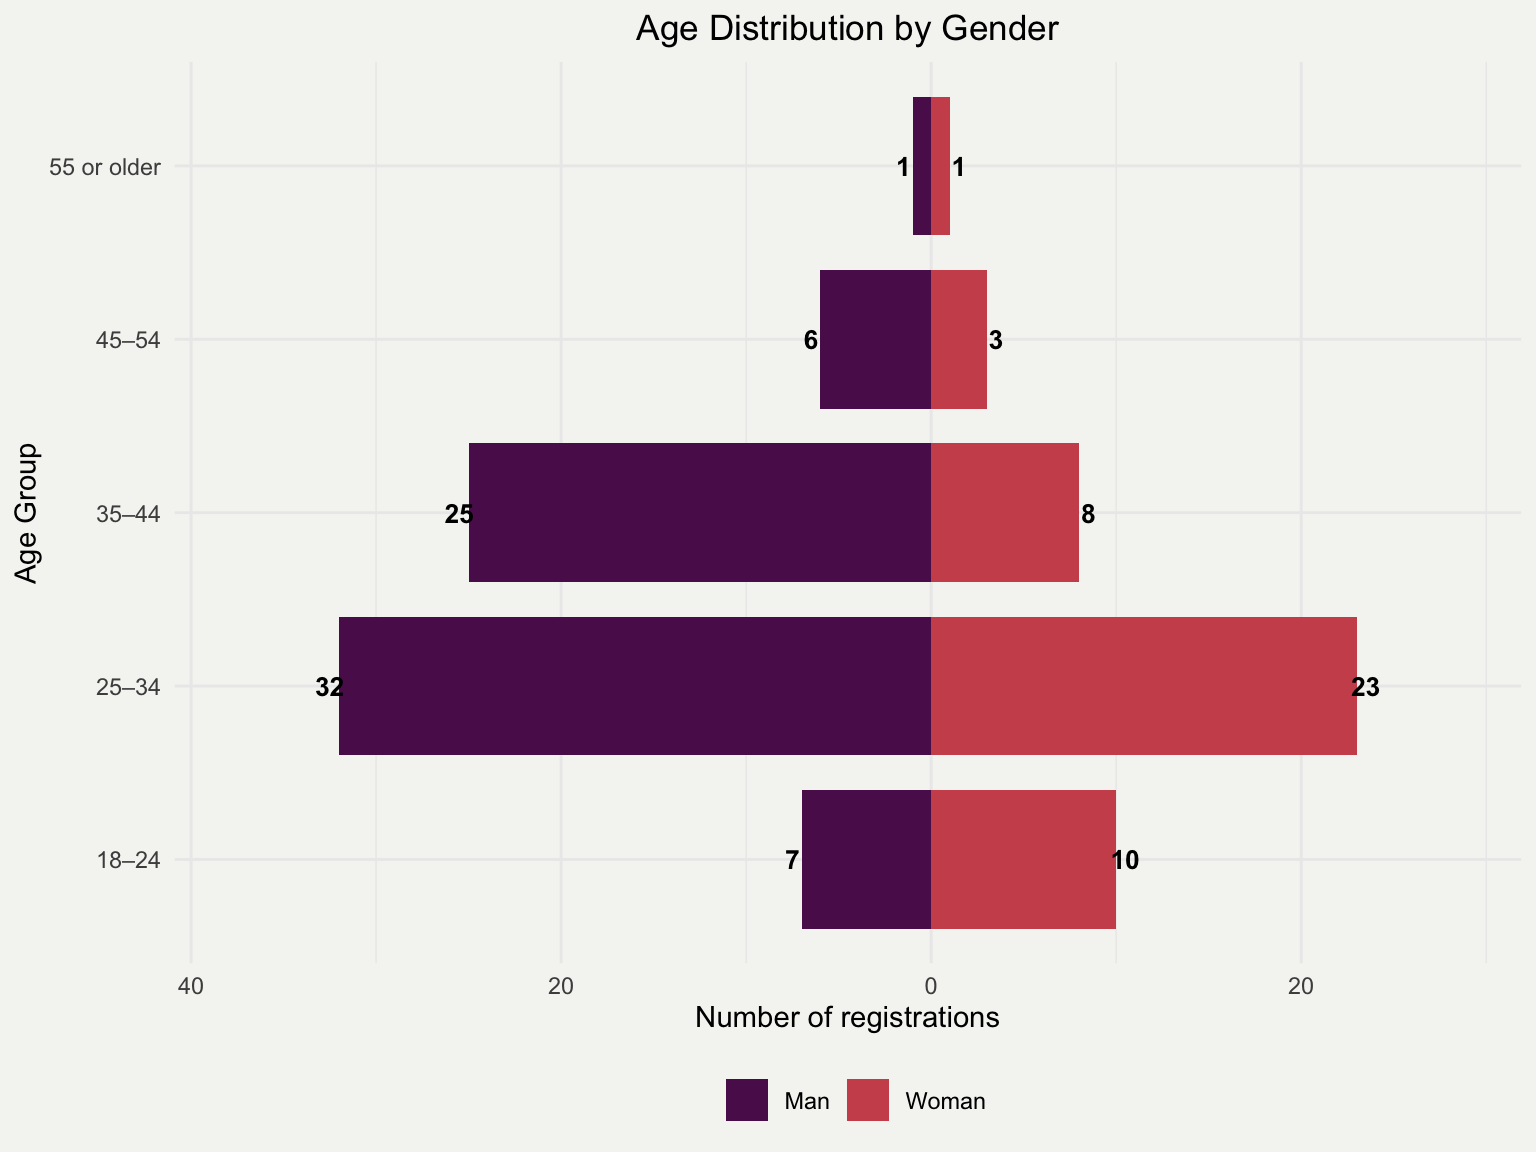 Age Distribution by Gender
Age Group
55 or older
1 1
45–54
6 3
35–44
25 8
25–34
32 23
18–24
7 10
40 20 0 20
Number of registrations
Man Woman